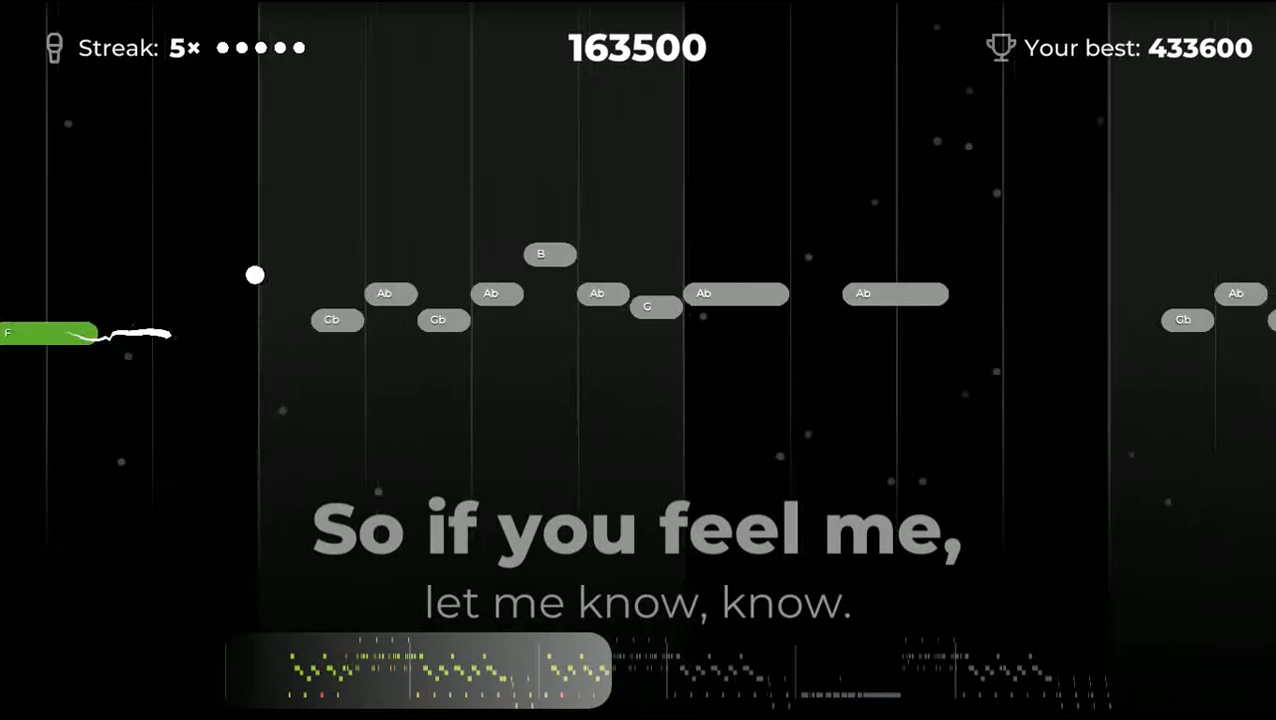 Streak: 5× 163500 Your best: 433600
B
Ab Ab Ab Ab Ab Ab
G
Gb Gb Gb
F
So if you feel me,
let me know, know.